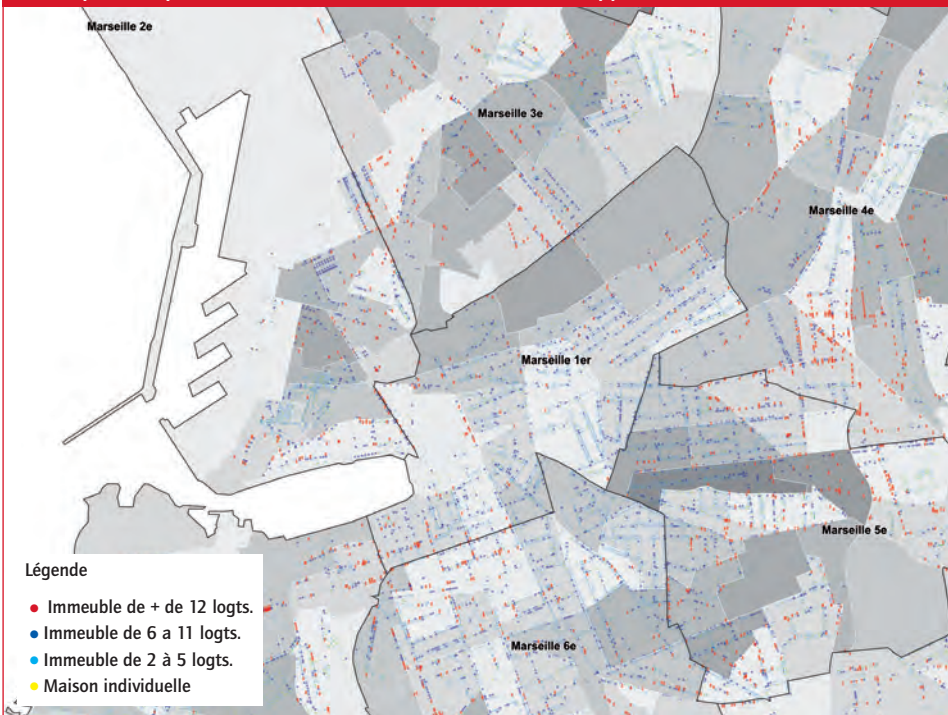 Marseille 2e
Marseille 3e
Marseille 4e
Marseille 1er
Marseille 5e
Marseille 6e
Légende
Immeuble de + de 12 logts.
Immeuble de 6 a 11 logts.
Immeuble de 2 à 5 logts.
Maison individuelle